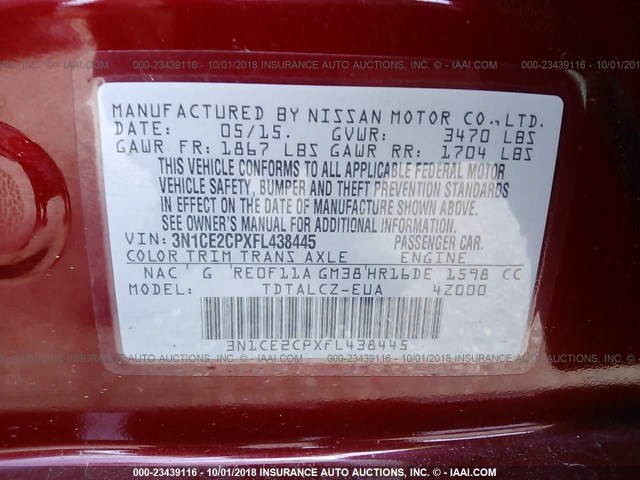 000-23439116 - 10/01/2018 INSURANCE AUTO AUCTIONS, INC. - IAAI.COM
MANUFACTURED BY NISSAN MOTOR CO.,LTD.
DATE: 05/15. GVWR: 3470 LBS
GAWR FR: 1867 LBS GAWR RR: 1704 LBS
THIS VEHICLE CONFORMS TO ALL APPLICABLE FEDERAL MOTOR
VEHICLE SAFETY, BUMPER AND THEFT PREVENTION STANDARDS
IN EFFECT ON THE DATE OF MANUFACTURE SHOWN ABOVE.
SEE OWNER'S MANUAL FOR ADDITIONAL INFORMATION.
VIN: 3N1CE2CPXFL438445 PASSENGER CAR.
COLOR TRIM TRANS AXLE ENGINE
NAC G RE0F11A GM38 HR16DE 1598 CC
MODEL: TDTALCZ-EUA 4Z000
3N1CE2CPXFL438445
000-23439116 - 10/01/2018 INSURANCE AUTO AUCTIONS, INC. - IAAI.COM